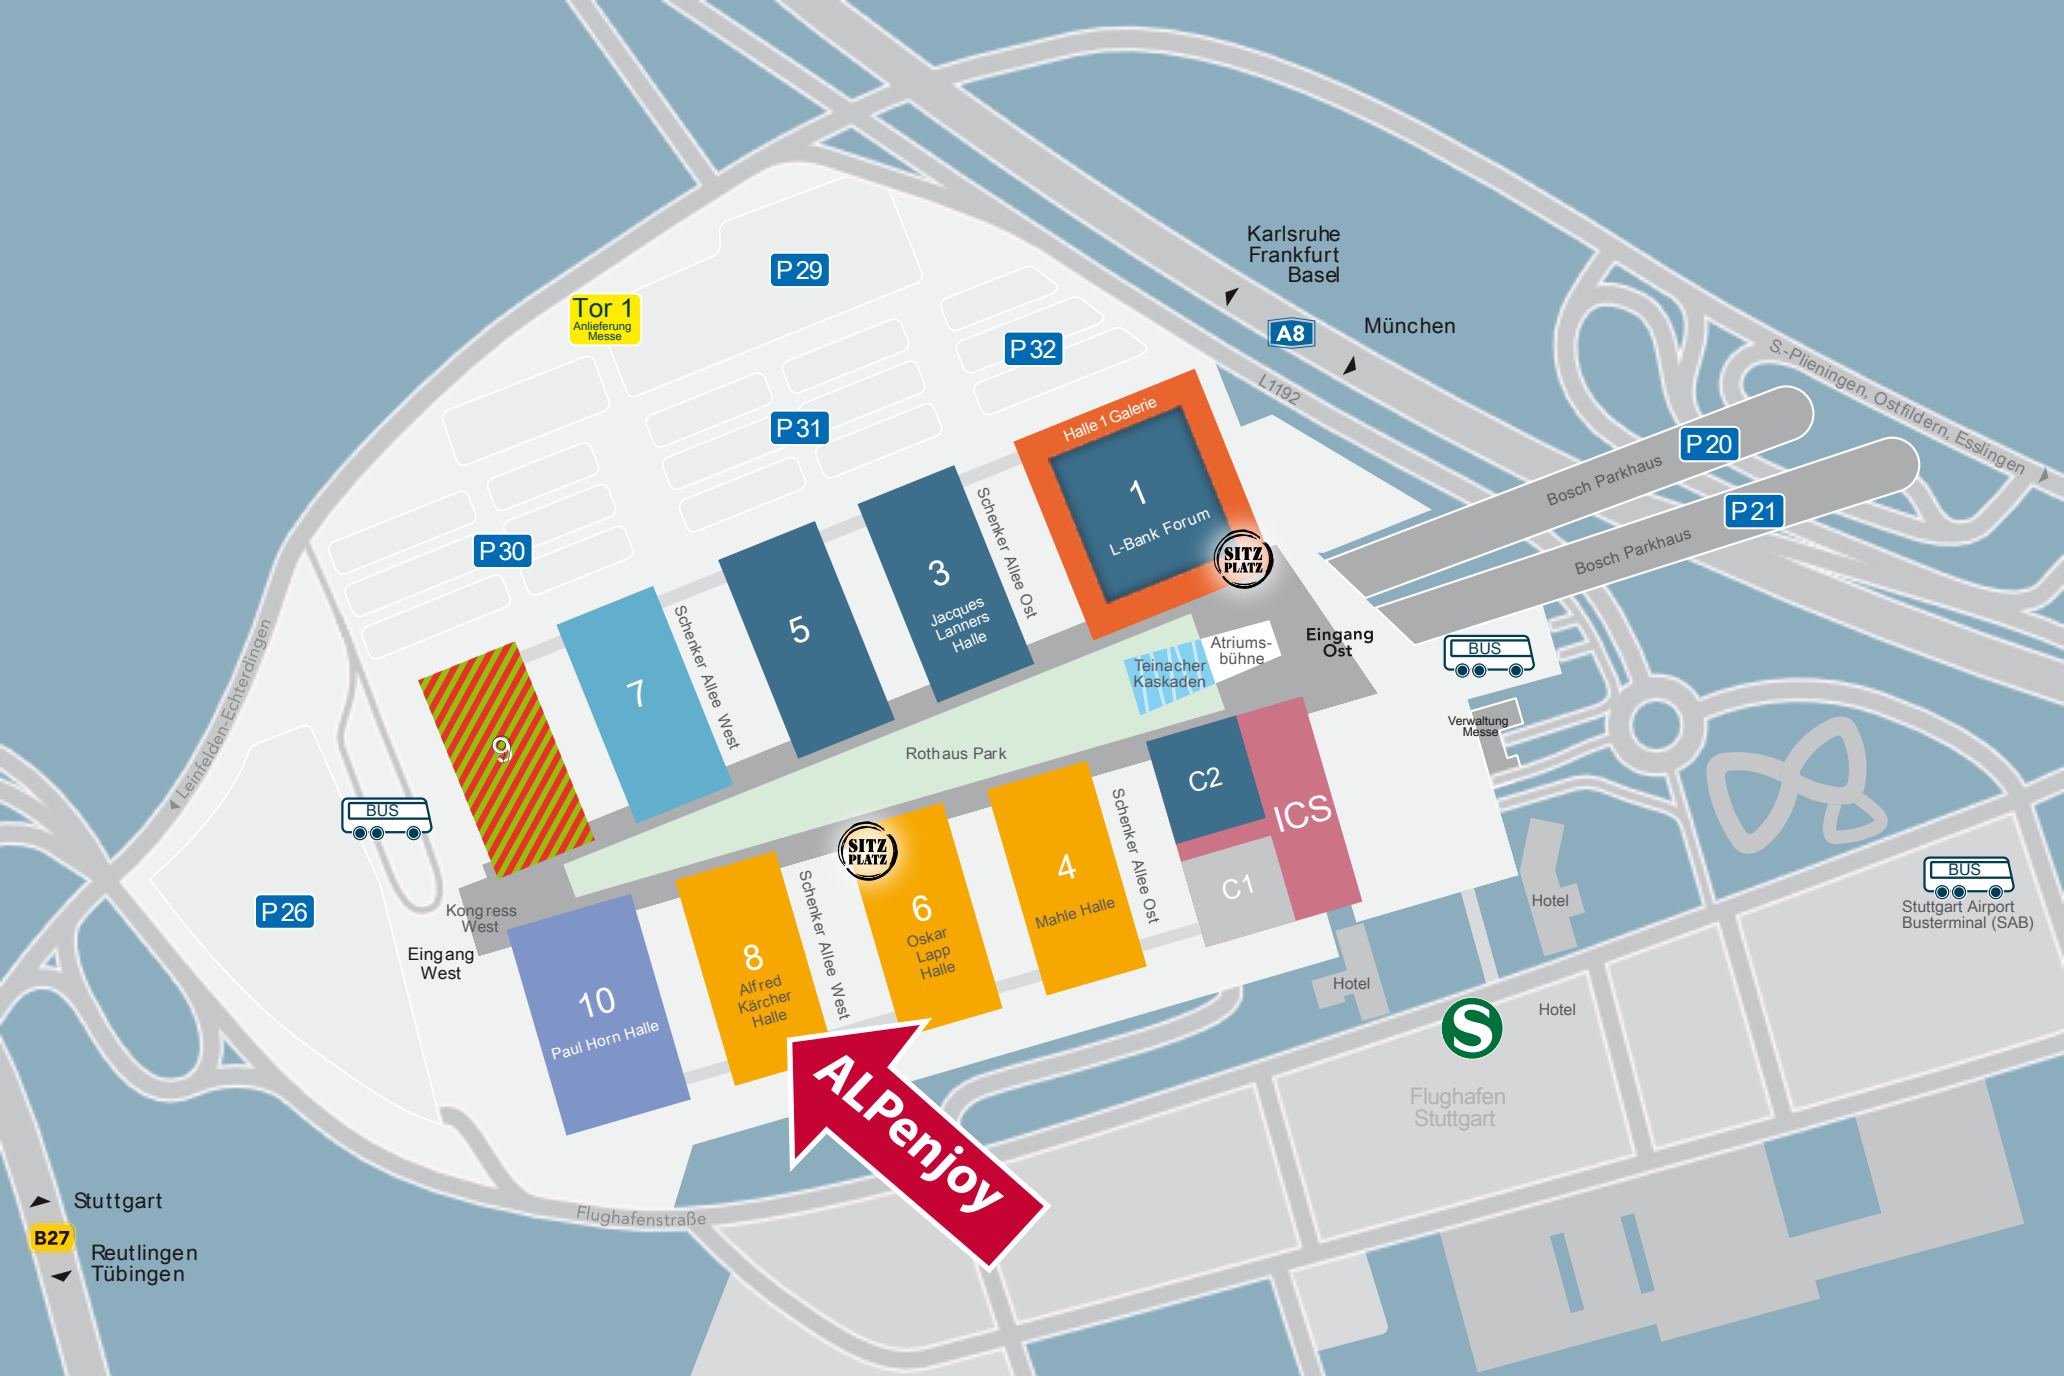 Karlsruhe
Frankfurt
Basel
P29
Tor 1
Anlieferung
Messe
A8
München
P32
S.-Plieningen, Ostfildern, Esslingen
L1192
Halle 1 Galerie
P31
P20
Bosch Parkhaus
1
L-Bank Forum
P21
Bosch Parkhaus
Schenker Allee Ost
P30
SITZ
PLATZ
3
Jacques
Lanners
Halle
5
Schenker Allee West
7
Leinfelden-Echterdingen
9
Eingang
Ost
Atriums-
bühne
Teinacher
Kaskaden
BUS
Verwaltung
Messe
Rothaus Park
C2
ICS
C1
BUS
SITZ
PLATZ
Schenker Allee Ost
4
Mahle Halle
6
Oskar
Lapp
Halle
Schenker Allee West
8
Alfred
Kärcher
Halle
10
Paul Horn Halle
Kongress
West
Eingang
West
P26
BUS
Stuttgart Airport
Busterminal (SAB)
Hotel
Hotel
Hotel
S
Flughafen
Stuttgart
ALPenjoy
Flughafenstraße
Stuttgart
B27
Reutlingen
Tübingen